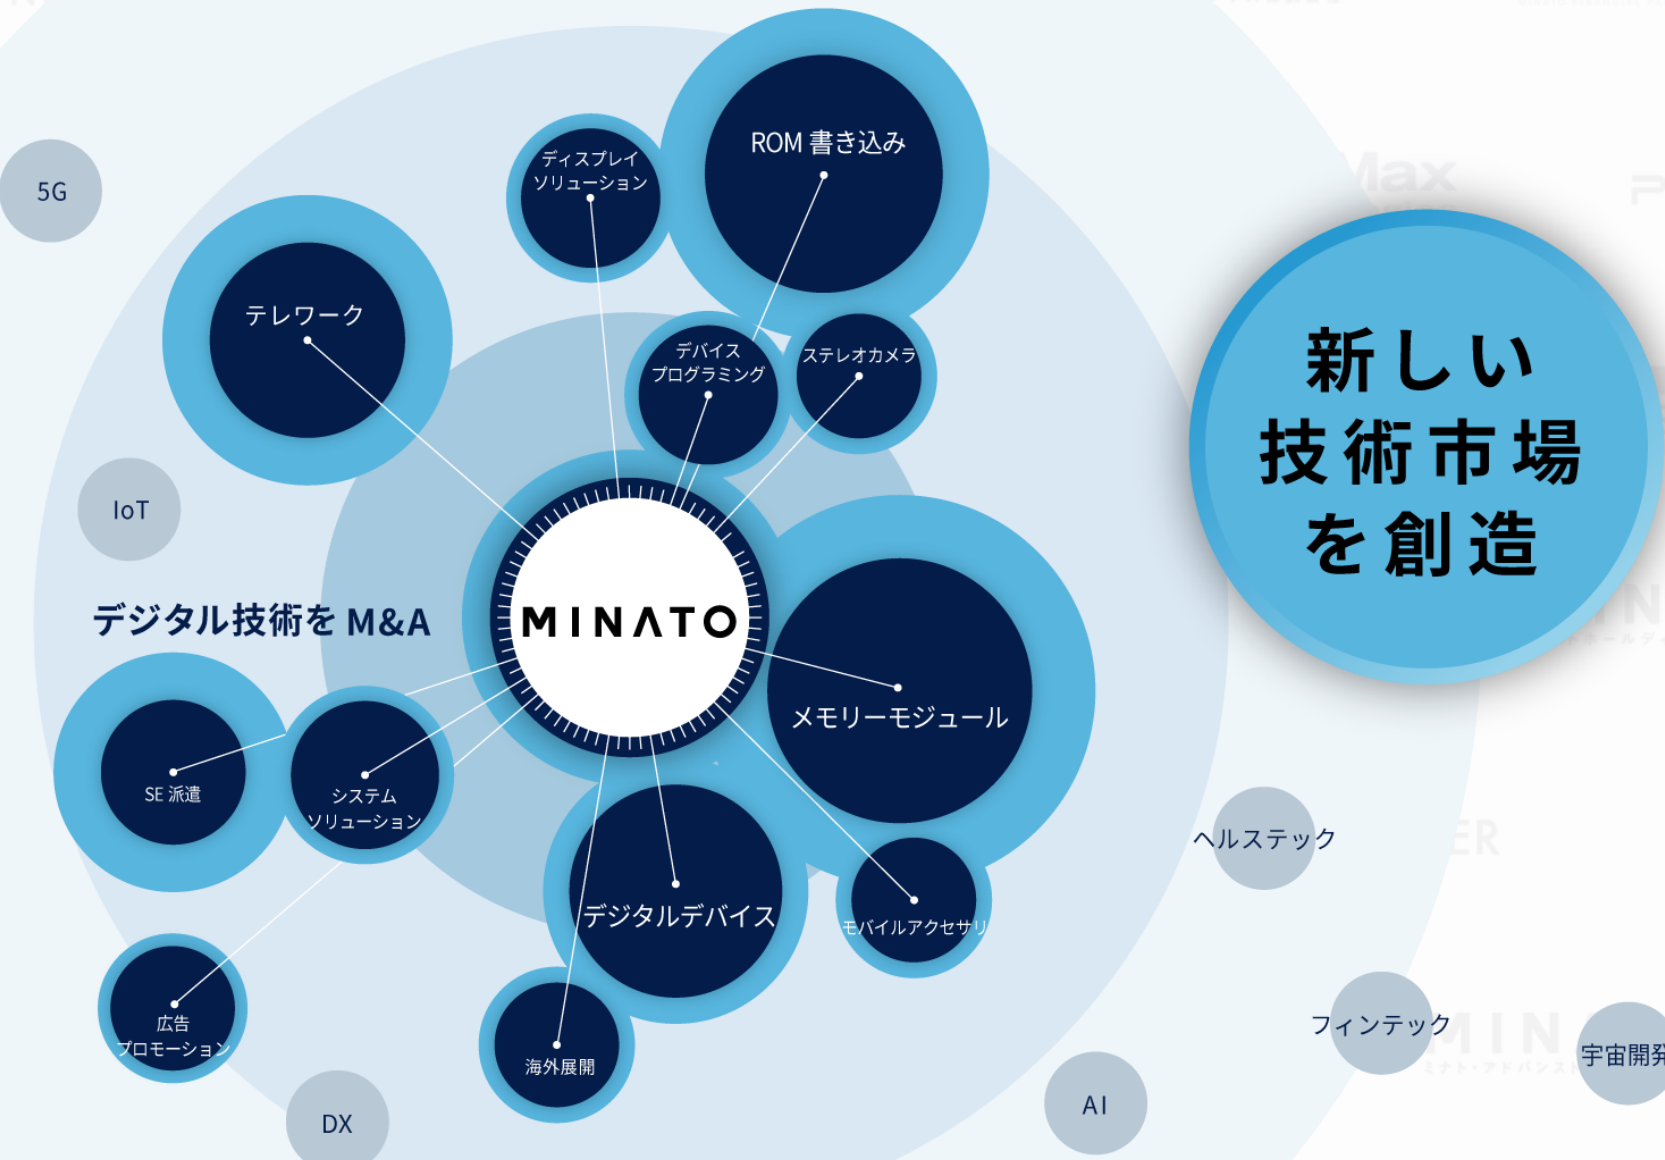 ROM 書き込み
ディスプレイ
ソリューション
5G
テレワーク
デバイス
プログラミング
ステレオカメラ
新しい
技術市場
を創造
IoT
デジタル技術を M&A
MINATO
メモリーモジュール
SE 派遣
システム
ソリューション
デジタルデバイス
モバイルアクセサリ
ヘルステック
広告
プロモーション
海外展開
フィンテック
宇宙開発
AI
DX